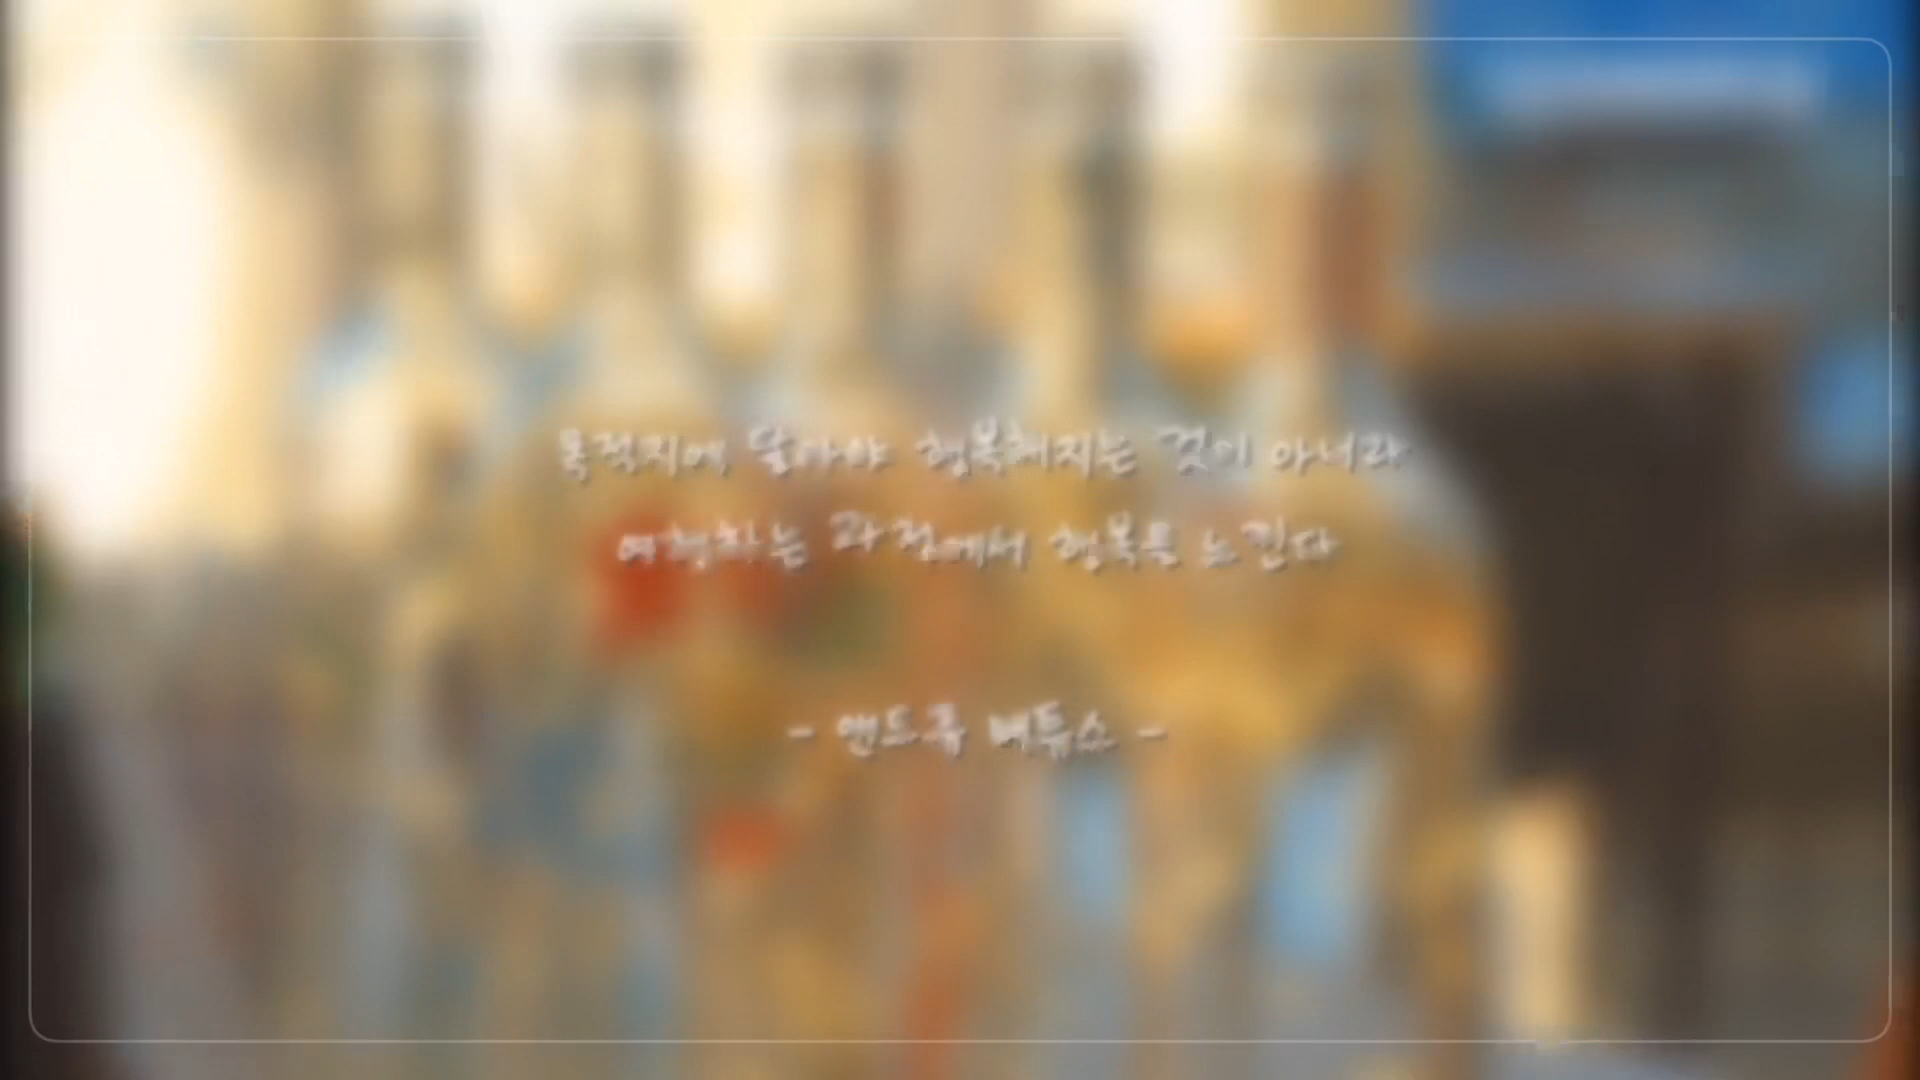 목적지에 닿아야 행복해지는 것이 아니라
여행하는 과정에서 행복을 느낀다
- 앤드류 매튜스 -